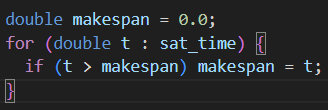 double makespan = 0.0;
for (double t : sat_time) {
  if (t > makespan) makespan = t;
}